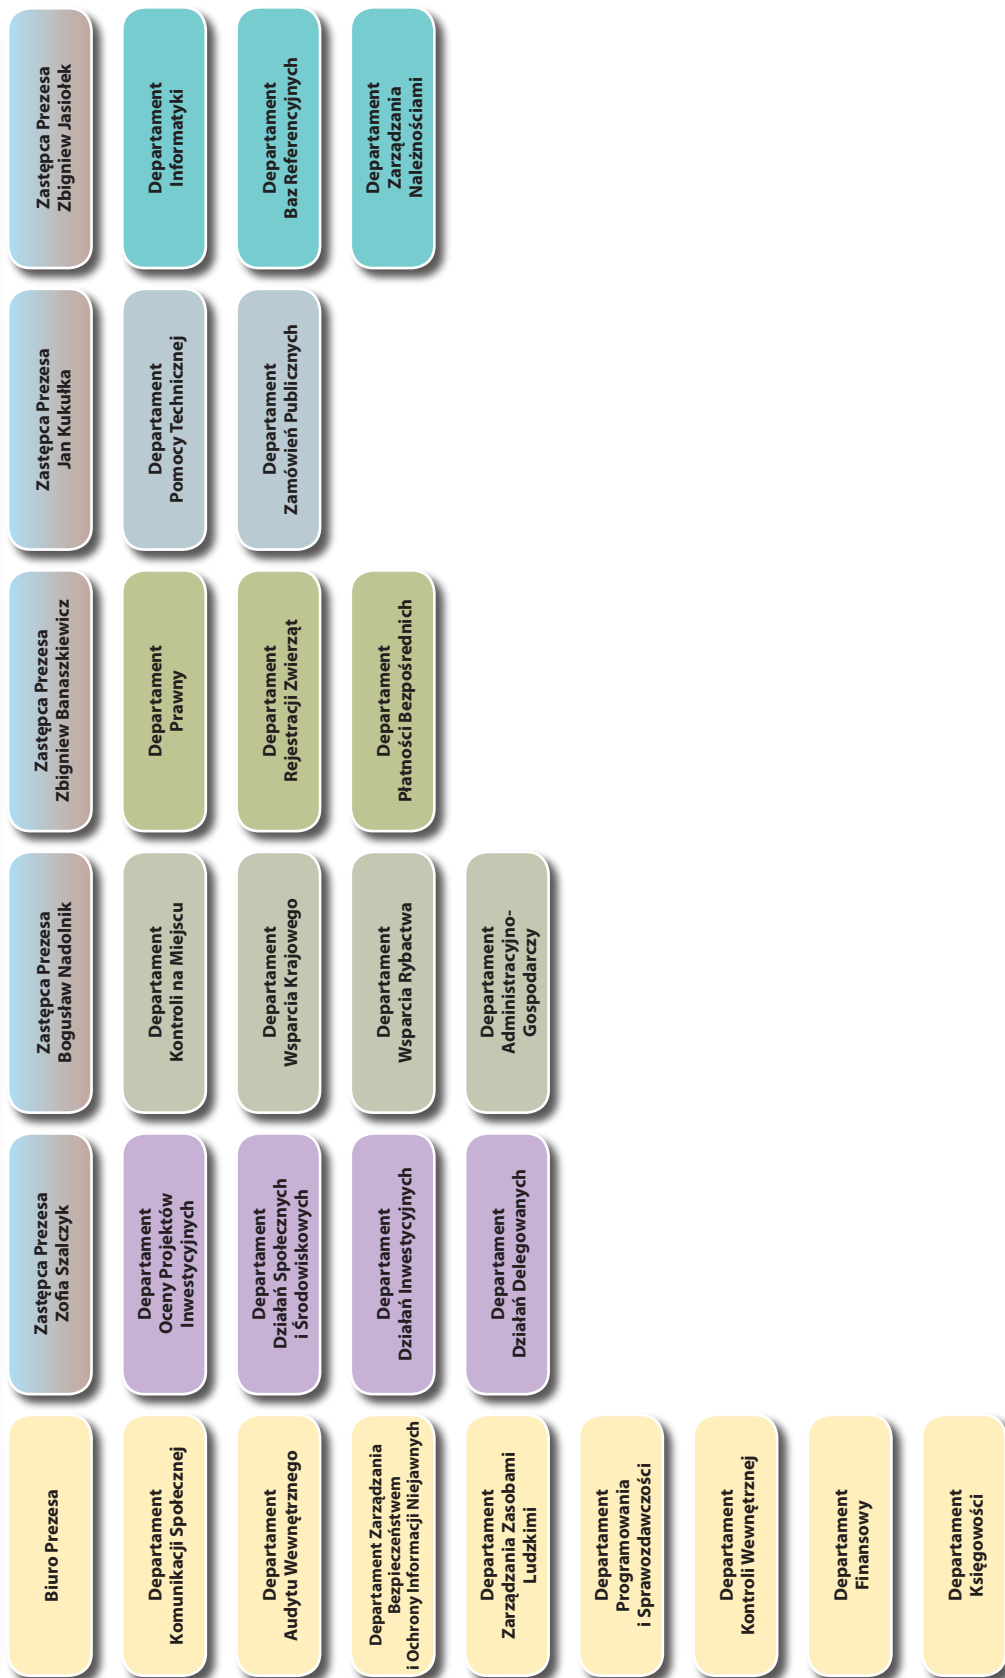 Biuro Prezesa
Departament
Komunikacji Społecznej
Departament
Audytu Wewnętrznego
Departament Zarządzania
Bezpieczeństwem
i Ochrony Informacji Niejawnych
Departament
Zarządzania Zasobami
Ludzkimi
Departament
Programowania
i Sprawozdawczości
Departament
Kontroli Wewnętrznej
Departament
Finansowy
Departament
Księgowości
Zastępca Prezesa
Zofia Szalczyk
Departament
Oceny Projektów
Inwestycyjnych
Departament
Działań Społecznych
i Środowiskowych
Departament
Działań Inwestycyjnych
Departament
Działań Delegowanych
Zastępca Prezesa
Bogusław Nadolnik
Departament
Kontroli na Miejscu
Departament
Wsparcia Krajowego
Departament
Wsparcia Rybactwa
Departament
Administracyjno-
Gospodarczy
Zastępca Prezesa
Zbigniew Banaszkiewicz
Departament
Prawny
Departament
Rejestracji Zwierząt
Departament
Płatności Bezpośrednich
Zastępca Prezesa
Jan Kukułka
Departament
Pomocy Technicznej
Departament
Zamówień Publicznych
Zastępca Prezesa
Zbigniew Jasiołek
Departament
Informatyki
Departament
Baz Referencyjnych
Departament
Zarządzania
Należnościami